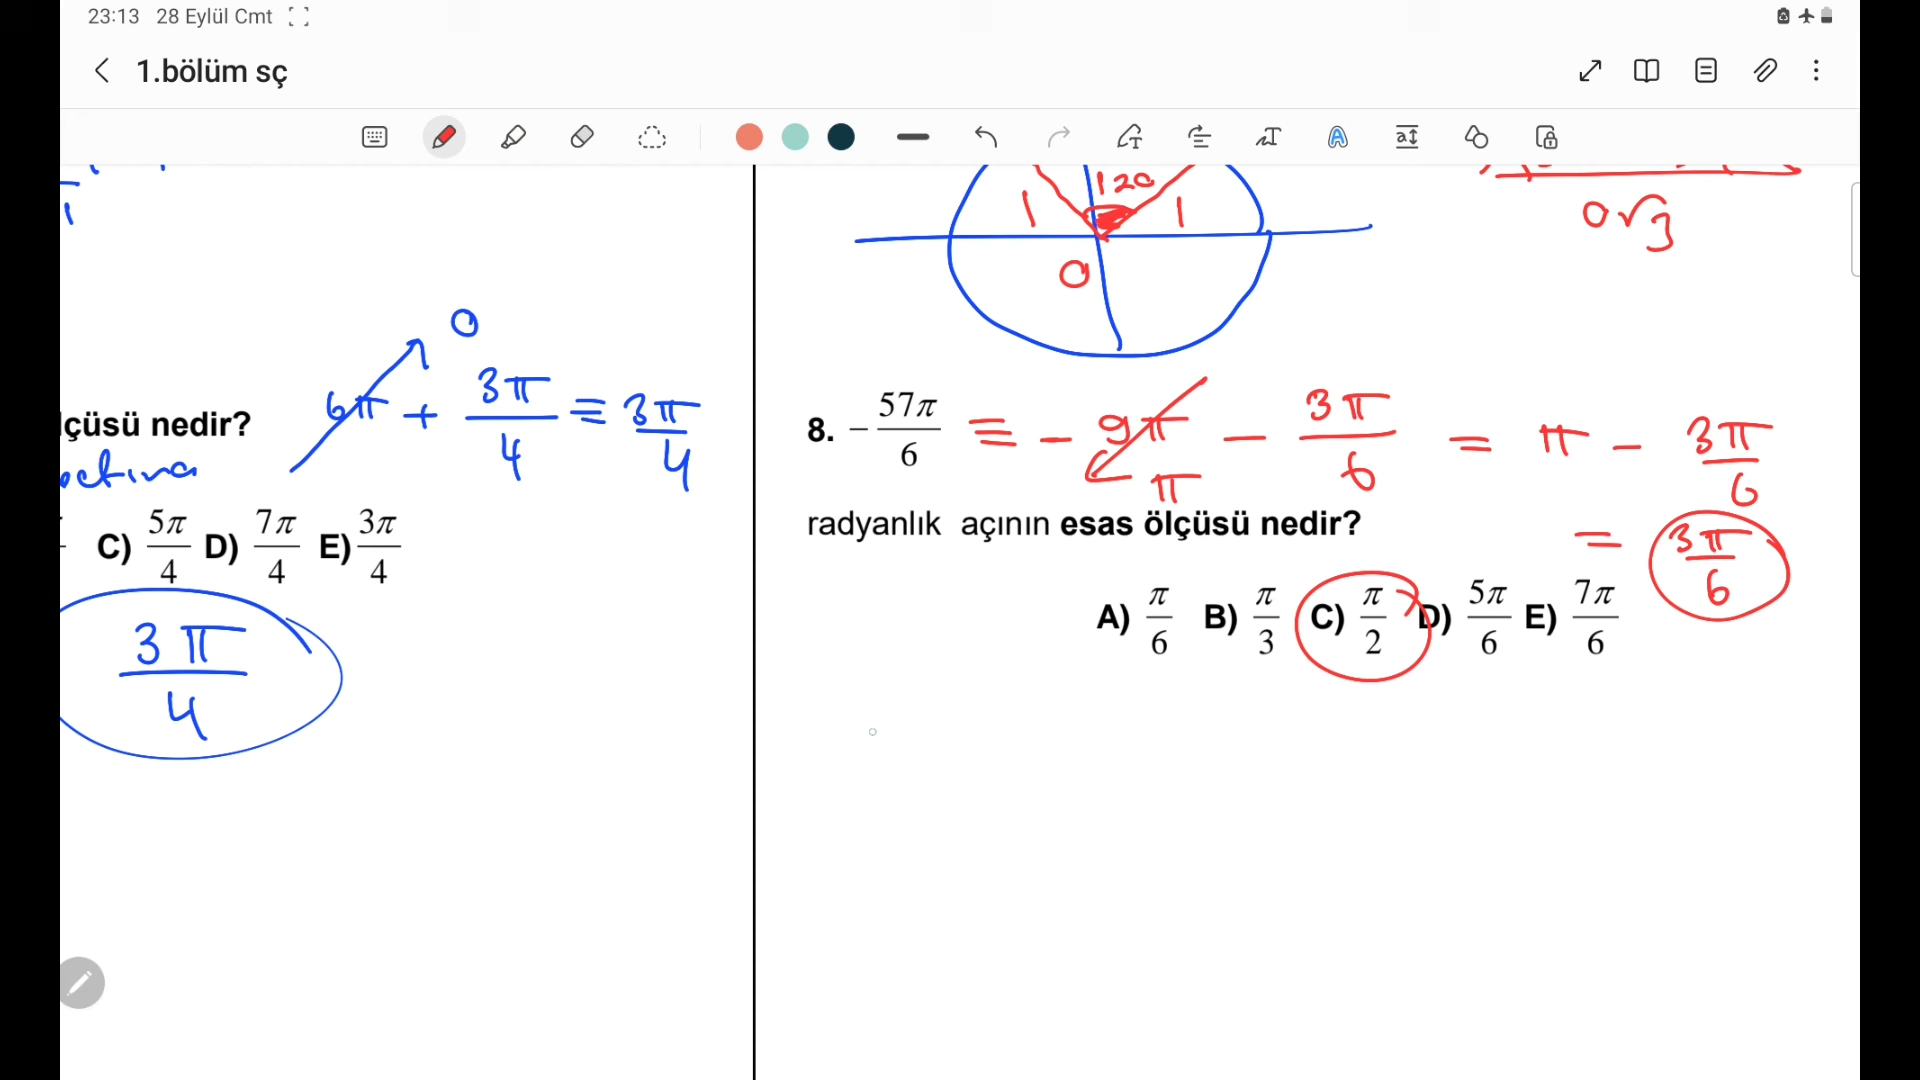 23:13 28 Eylül Cmt
1.bölüm sç
120
1 1
0
0√3
0
6π + 3π/4 ≡ 3π/4
lçüsü nedir?
C) 5π/4 D) 7π/4 E) 3π/4
3π/4
8. −57π/6 ≡ − 9π − 3π/6 = π − 3π/6
π
radyanlık açının esas ölçüsü nedir?
= 3π/6
A) π/6 B) π/3 C) π/2 D) 5π/6 E) 7π/6